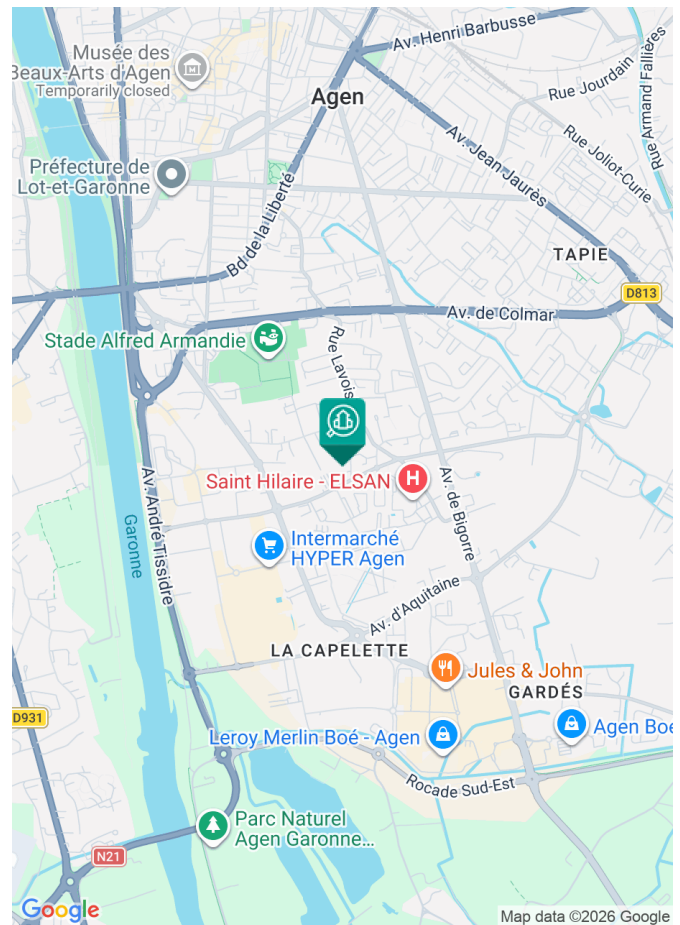 Av. Henri Barbusse
Musée des
Beaux-Arts d'Agen
Temporarily closed
Rue Jourdain
Rue Armand Fallières
Agen
Av. Jean Jaurès
Rue Joliot-Curie
Préfecture de
Lot-et-Garonne
Bd de la Liberté
TAPIE
D813
Av. de Colmar
Stade Alfred Armandie
Rue Lavois
Saint Hilaire - ELSAN
H
Av. de Bigorre
Av. André Tissidre
Garonne
Intermarché
HYPER Agen
Av. d'Aquitaine
LA CAPELETTE
Jules & John
GARDÉS
D931
Leroy Merlin Boé - Agen
Agen Boé
Rocade Sud-Est
Parc Naturel
Agen Garonne...
N21
Google
Map data ©2026 Google